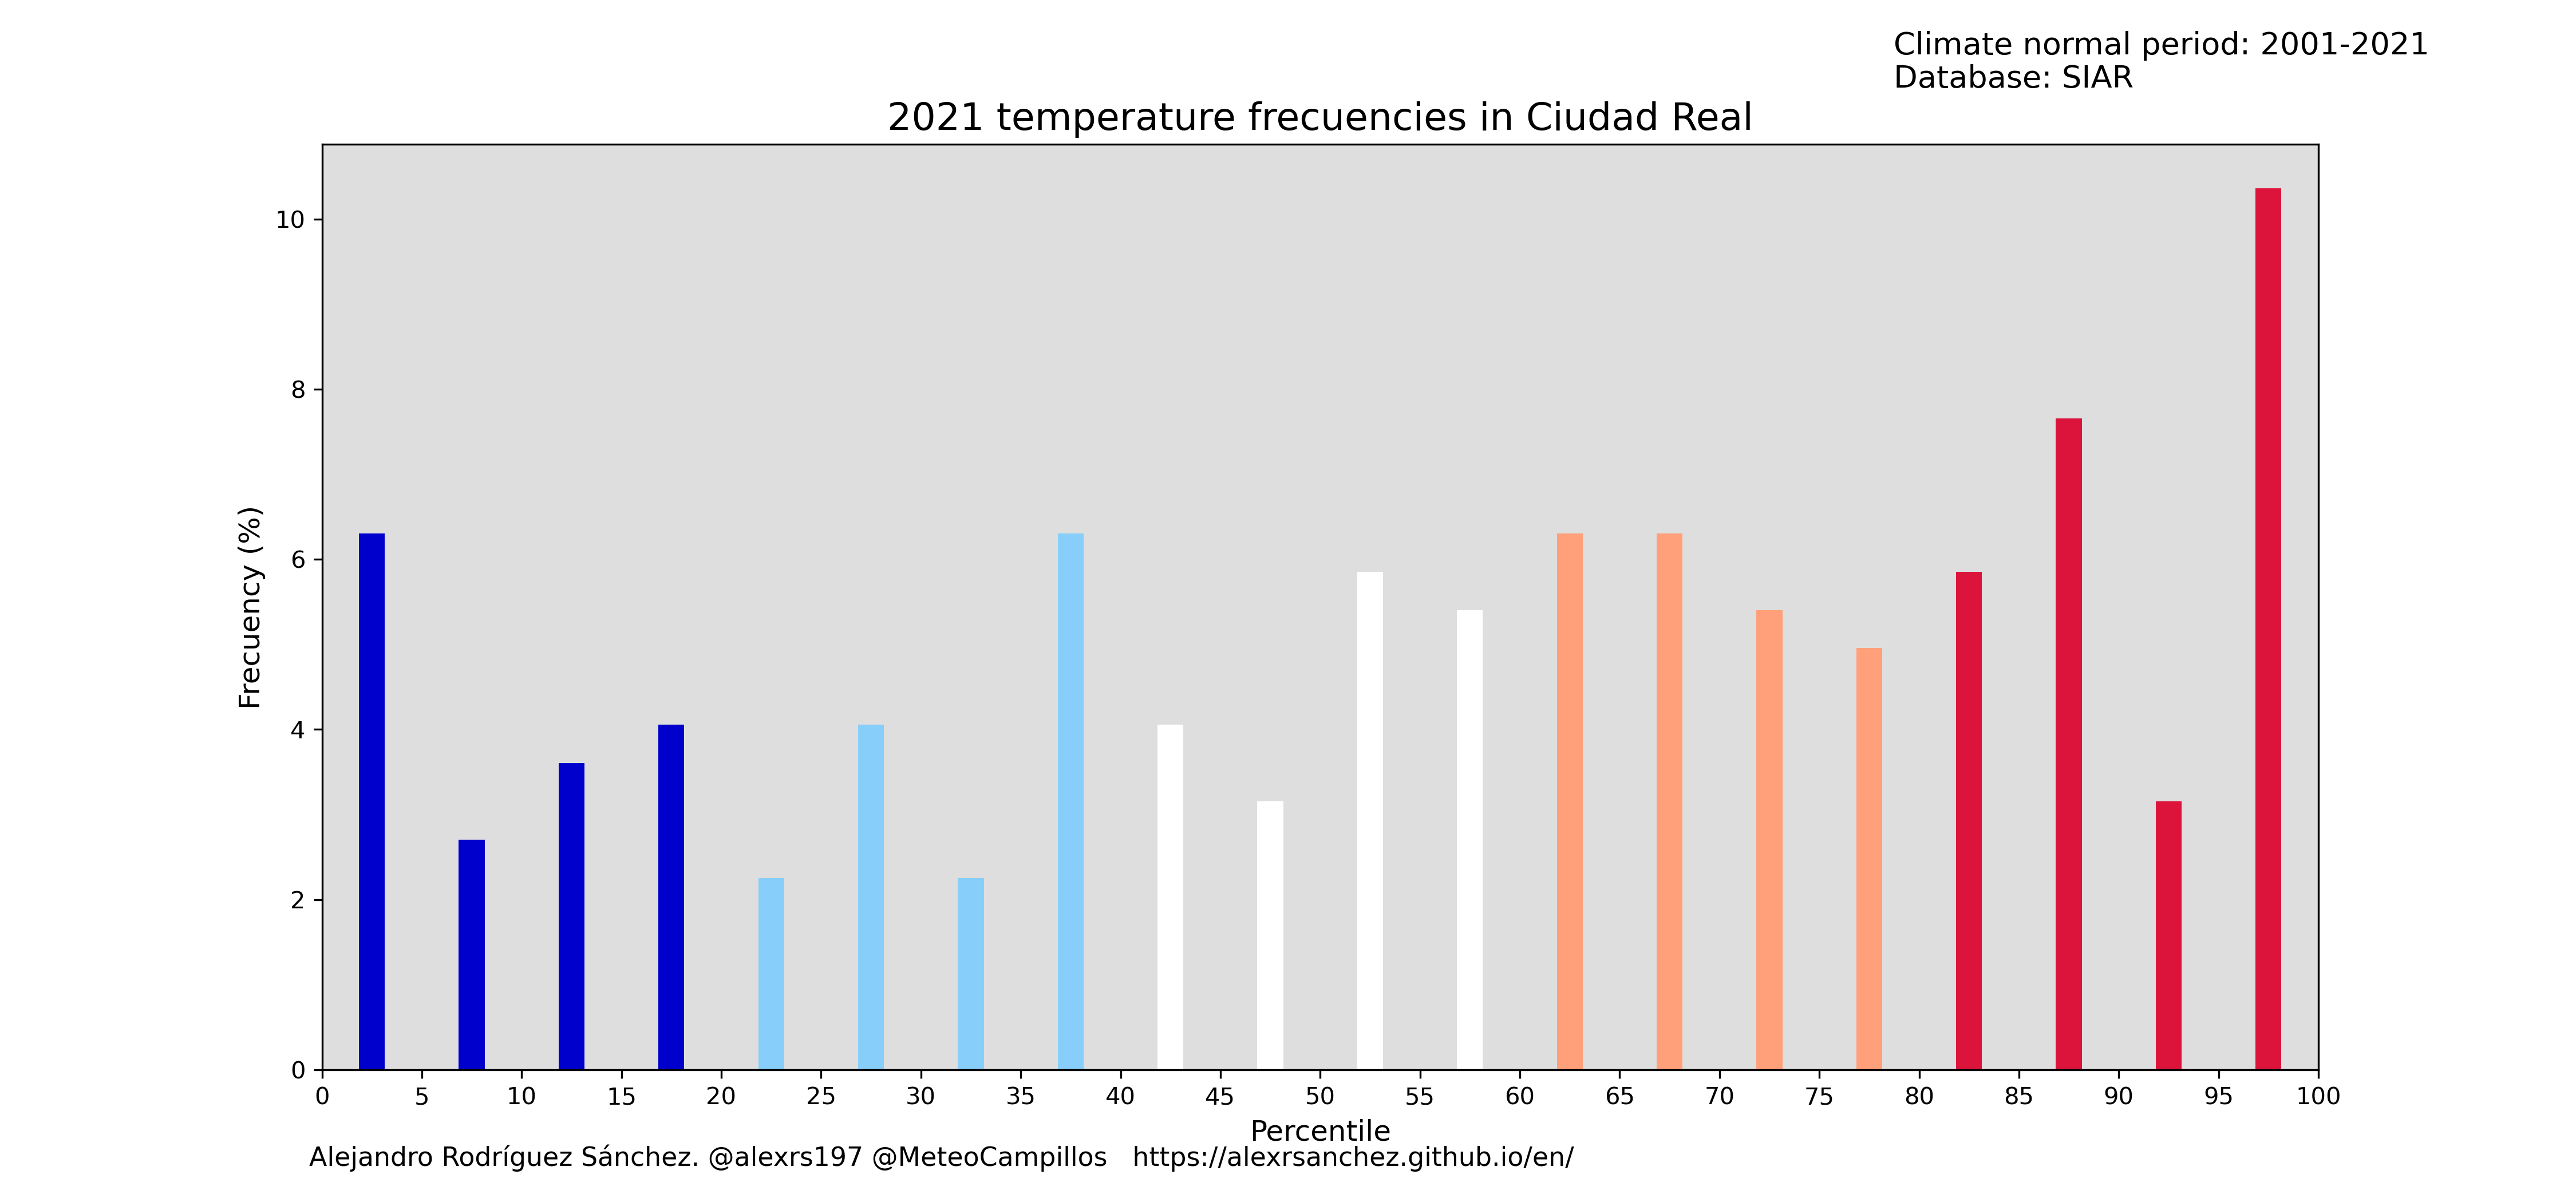 Climate normal period: 2001-2021
Database: SIAR
2021 temperature frecuencies in Ciudad Real
Frecuency (%)
10
8
6
4
2
0
0 5 10 15 20 25 30 35 40 45 50 55 60 65 70 75 80 85 90 95 100
Percentile
Alejandro Rodríguez Sánchez. @alexrs197 @MeteoCampillos https://alexrsanchez.github.io/en/